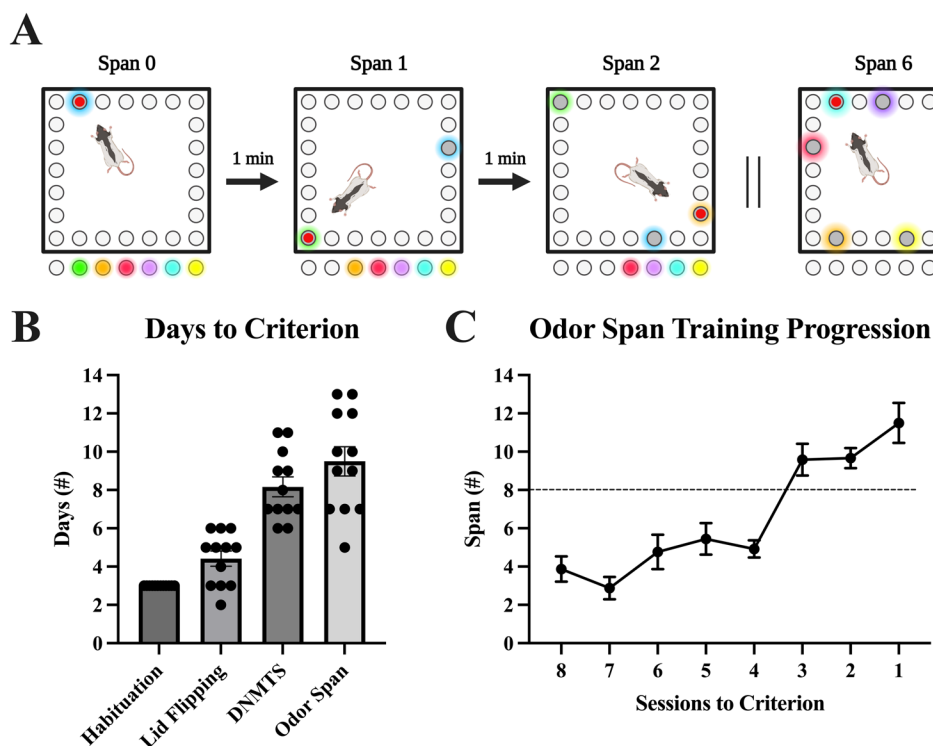 A
Span 0
Span 1
Span 2
Span 6
1 min
1 min
B
Days to Criterion
14
12
10
8
6
4
2
0
Days (#)
Habituation
Lid Flipping
DNMTS
Odor Span
C
Odor Span Training Progression
14
12
10
8
6
4
2
0
Span (#)
8 7 6 5 4 3 2 1
Sessions to Criterion